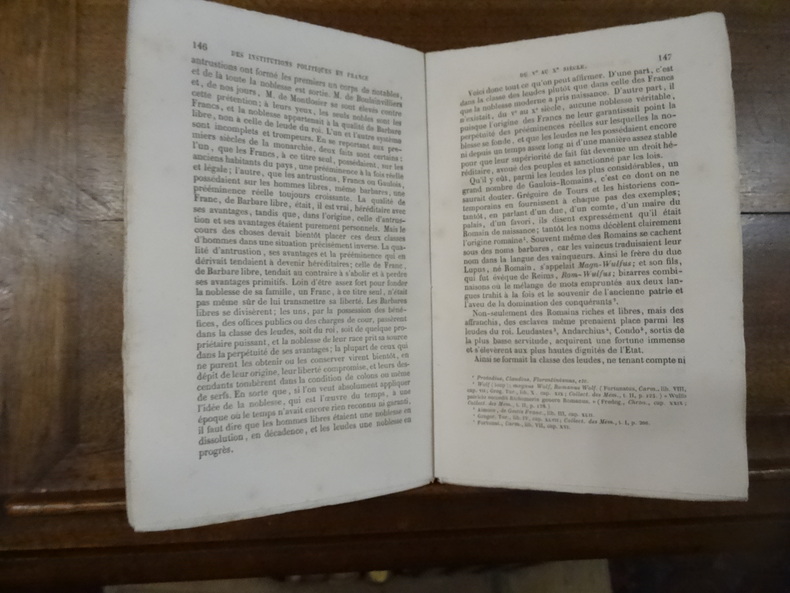 146
DES INSTITUTIONS POLITIQUES EN FRANCE
antrustions ont formé les premiers un corps de notables,
et de la toute la noblesse est sortie. M. de Boulainvilliers
et, de nos jours, M. de Montlosier se sont élevés contre
cette prétention; à leurs yeux, les seuls nobles sont les
Francs, et la noblesse appartenait à la qualité de Barbare
libre, non à celle de leude du roi. L'un et l'autre système
sont incomplets et trompeurs. En se reportant aux pre-
miers siècles de la monarchie, deux faits sont certains:
l'un, que les Francs, à ce titre seul, possédaient, sur les
anciens habitants du pays, une prééminence à la fois réelle
et légale; l'autre, que les antrustions, Francs ou Gaulois,
possédaient sur les hommes libres, même barbares, une
prééminence réelle toujours croissante. La qualité de
Franc, de Barbare libre, était, il est vrai, héréditaire avec
ses avantages, tandis que, dans l'origine, celle d'antrus-
tion et ses avantages étaient purement personnels. Mais le
cours des choses devait bientôt placer ces deux classes
d'hommes dans une situation précisément inverse. La qua-
lité d'antrustion, ses avantages et la prééminence qui en
dérivait tendaient à devenir héréditaires; celle de Franc,
de Barbare libre, tendait au contraire à s'abolir et à perdre
ses avantages primitifs. Loin d'être assez fort pour fonder
la noblesse de sa famille, un Franc, à ce titre seul, n'était
pas même sûr de lui transmettre sa liberté. Les Barbares
libres se divisèrent; les uns, par la possession des béné-
fices, des offices publics ou des charges de cour, passèrent
dans la classe des leudes, soit du roi, soit de quelque pro-
priétaire puissant, et la noblesse de leur race prit sa source
dans la perpétuité de ses avantages; la plupart de ceux qui
ne purent les obtenir ou les conserver virent bientôt, en
dépit de leur origine, leur liberté compromise, et leurs des-
cendants tombèrent dans la condition de colons ou même
de serfs. En sorte que, si l'on veut absolument appliquer
l'idée de la noblesse, qui est l'œuvre du temps, à une
époque où le temps n'avait encore rien reconnu ni garanti,
il faut dire que les hommes libres étaient une noblesse en
dissolution, en décadence, et les leudes une noblesse en
progrès.
DU Vᵉ AU Xᵉ SIÈCLE.
147
Voici donc tout ce qu'on peut affirmer. D'une part, c'est
dans la classe des leudes plutôt que dans celle des Francs
que la noblesse moderne a pris naissance. D'autre part, il
n'existait, du vᵉ au xᵉ siècle, aucune noblesse véritable,
puisque l'origine des Francs ne leur garantissait point la
perpétuité des prééminences réelles sur lesquelles la no-
blesse se fonde, et que les leudes ne les possédaient encore
ni depuis un temps assez long ni d'une manière assez stable
pour que leur supériorité de fait fût devenue un droit hé-
réditaire, avoué des peuples et sanctionné par les lois.
Qu'il y eût, parmi les leudes les plus considérables, un
grand nombre de Gaulois-Romains, c'est ce dont on ne
saurait douter. Grégoire de Tours et les historiens con-
temporains en fournissent à chaque pas des exemples;
tantôt, en parlant d'un duc, d'un comte, d'un maire du
palais, d'un favori, ils disent expressément qu'il était
Romain de naissance; tantôt les noms décèlent clairement
l'origine romaine¹. Souvent même des Romains se cachent
sous des noms barbares, car les vaincus traduisaient leur
nom dans la langue des vainqueurs. Ainsi le frère du duc
Lupus, né Romain, s'appelait Magn-Wulfus; et son fils,
qui fut évêque de Reims, Rom-Wulfus; bizarres combi-
naisons où le mélange de mots empruntés aux deux lan-
gues trahit à la fois et le souvenir de l'ancienne patrie et
l'aveu de la domination des conquérants².
Non-seulement des Romains riches et libres, mais des
affranchis, des esclaves même prenaient place parmi les
leudes du roi. Leudastes³, Andarchius⁴, Condo⁵, sortis de
la plus basse servitude, acquirent une fortune immense
et s'élevèrent aux plus hautes dignités de l'État.
Ainsi se formait la classe des leudes, ne tenant compte ni
¹ Protadius, Claudius, Florentinianus, etc.